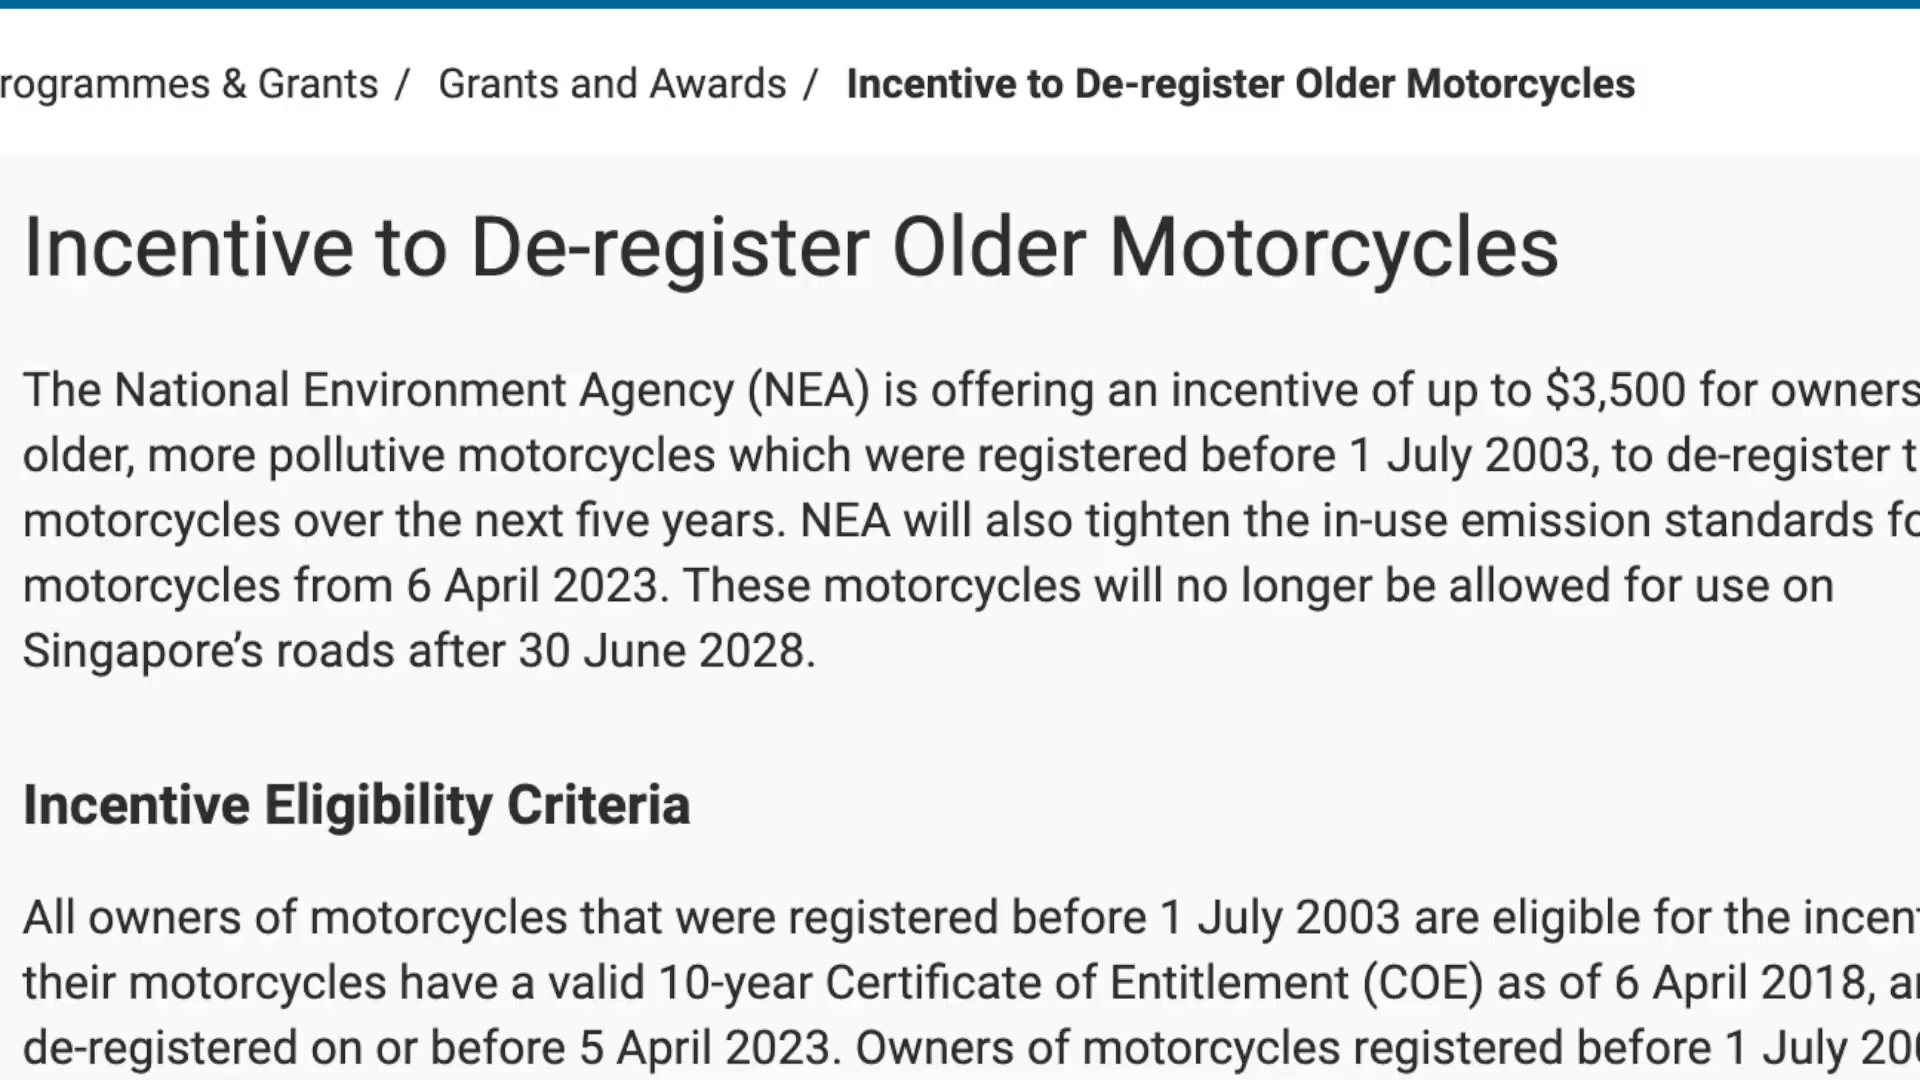 rogrammes & Grants / Grants and Awards / Incentive to De-register Older Motorcycles
Incentive to De-register Older Motorcycles
The National Environment Agency (NEA) is offering an incentive of up to $3,500 for owners
older, more pollutive motorcycles which were registered before 1 July 2003, to de-register t
motorcycles over the next five years. NEA will also tighten the in-use emission standards fo
motorcycles from 6 April 2023. These motorcycles will no longer be allowed for use on
Singapore’s roads after 30 June 2028.
Incentive Eligibility Criteria
All owners of motorcycles that were registered before 1 July 2003 are eligible for the incent
their motorcycles have a valid 10-year Certificate of Entitlement (COE) as of 6 April 2018, an
de-registered on or before 5 April 2023. Owners of motorcycles registered before 1 July 200